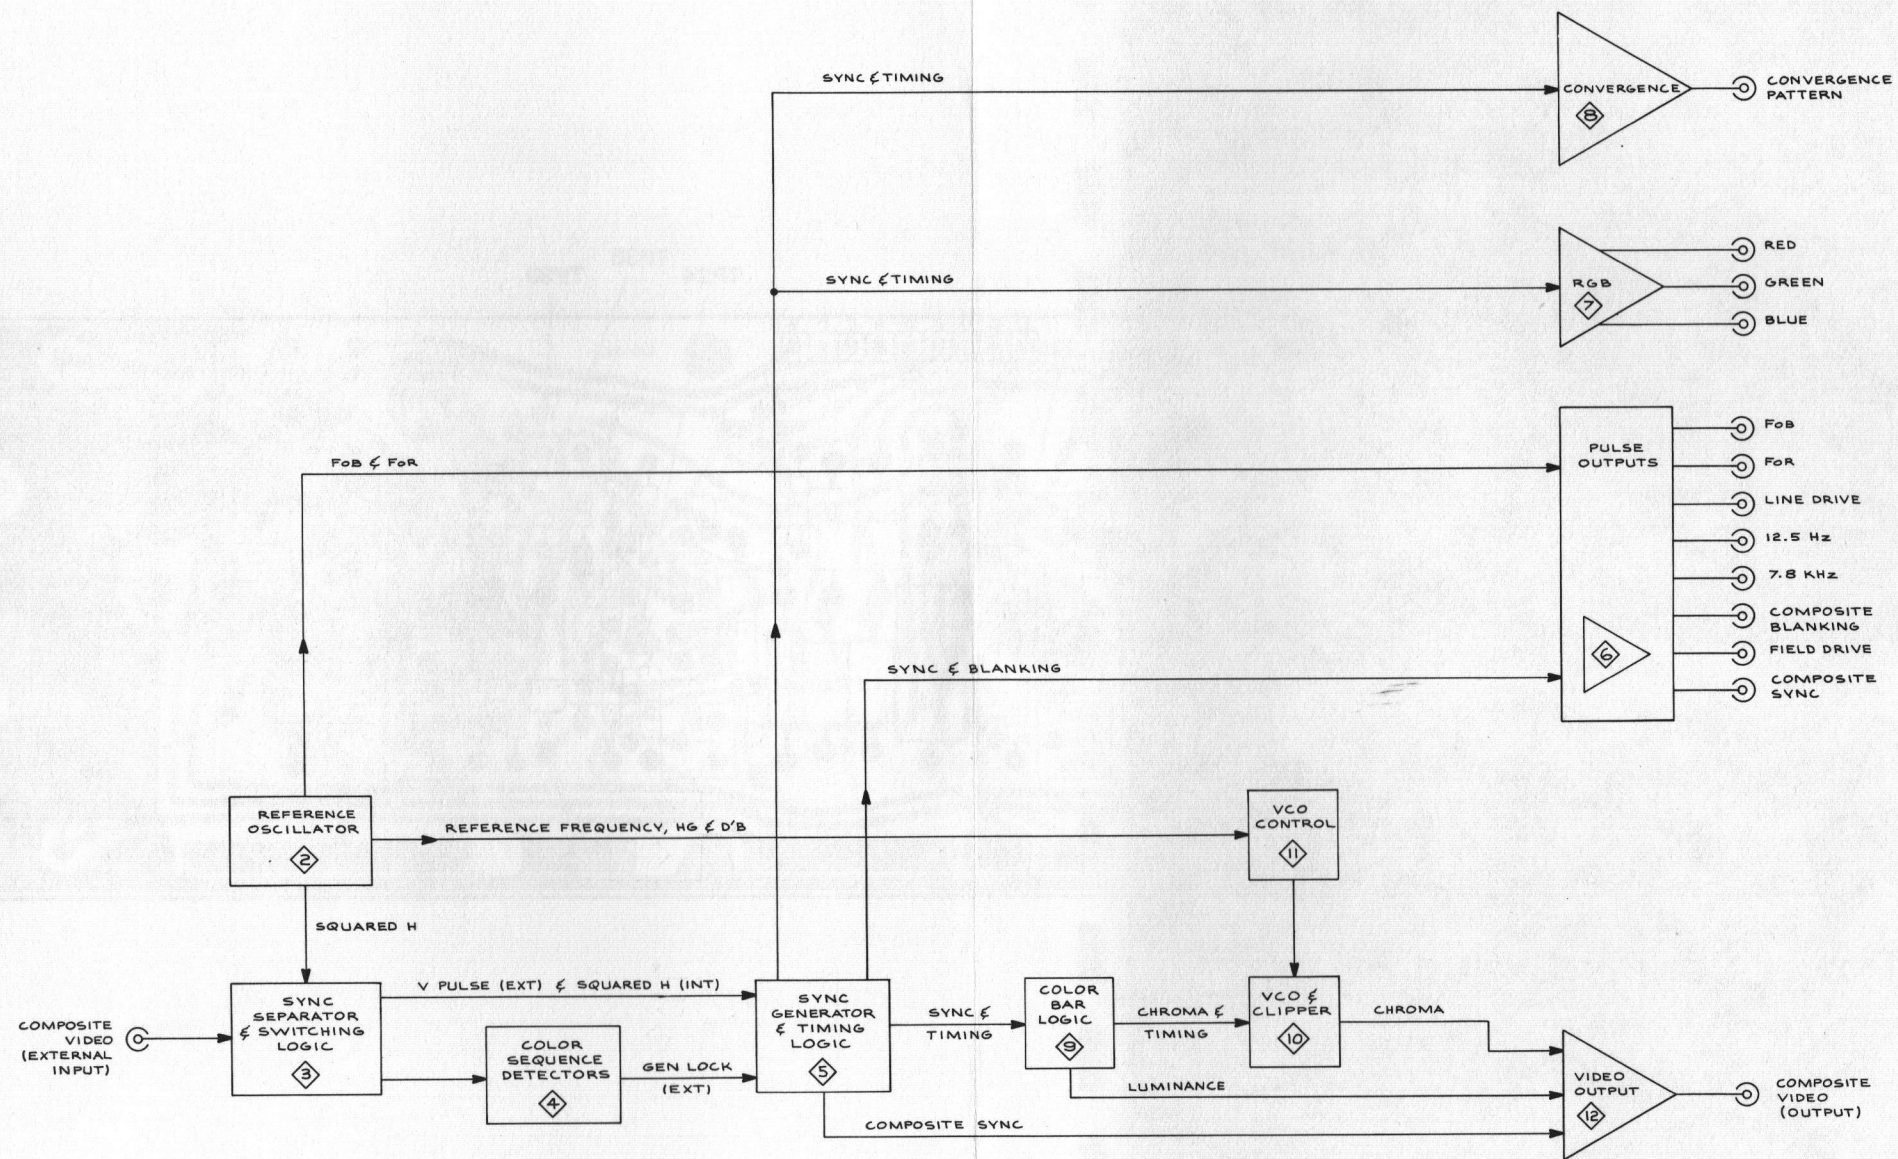 SYNC & TIMING
CONVERGENCE
8
CONVERGENCE
PATTERN
SYNC & TIMING
RGB
7
RED
GREEN
BLUE
FOB & FOR
PULSE
OUTPUTS
6
FOB
FOR
LINE DRIVE
12.5 Hz
7.8 KHz
COMPOSITE
BLANKING
FIELD DRIVE
COMPOSITE
SYNC
SYNC & BLANKING
REFERENCE
OSCILLATOR
2
REFERENCE FREQUENCY, HG & D'B
VCO
CONTROL
11
SQUARED H
COMPOSITE
VIDEO
(EXTERNAL
INPUT)
SYNC
SEPARATOR
& SWITCHING
LOGIC
3
V PULSE (EXT) & SQUARED H (INT)
COLOR
SEQUENCE
DETECTORS
4
GEN LOCK
(EXT)
SYNC
GENERATOR
& TIMING
LOGIC
5
SYNC &
TIMING
COLOR
BAR
LOGIC
9
CHROMA &
TIMING
VCO &
CLIPPER
10
CHROMA
LUMINANCE
COMPOSITE SYNC
VIDEO
OUTPUT
12
COMPOSITE
VIDEO
(OUTPUT)